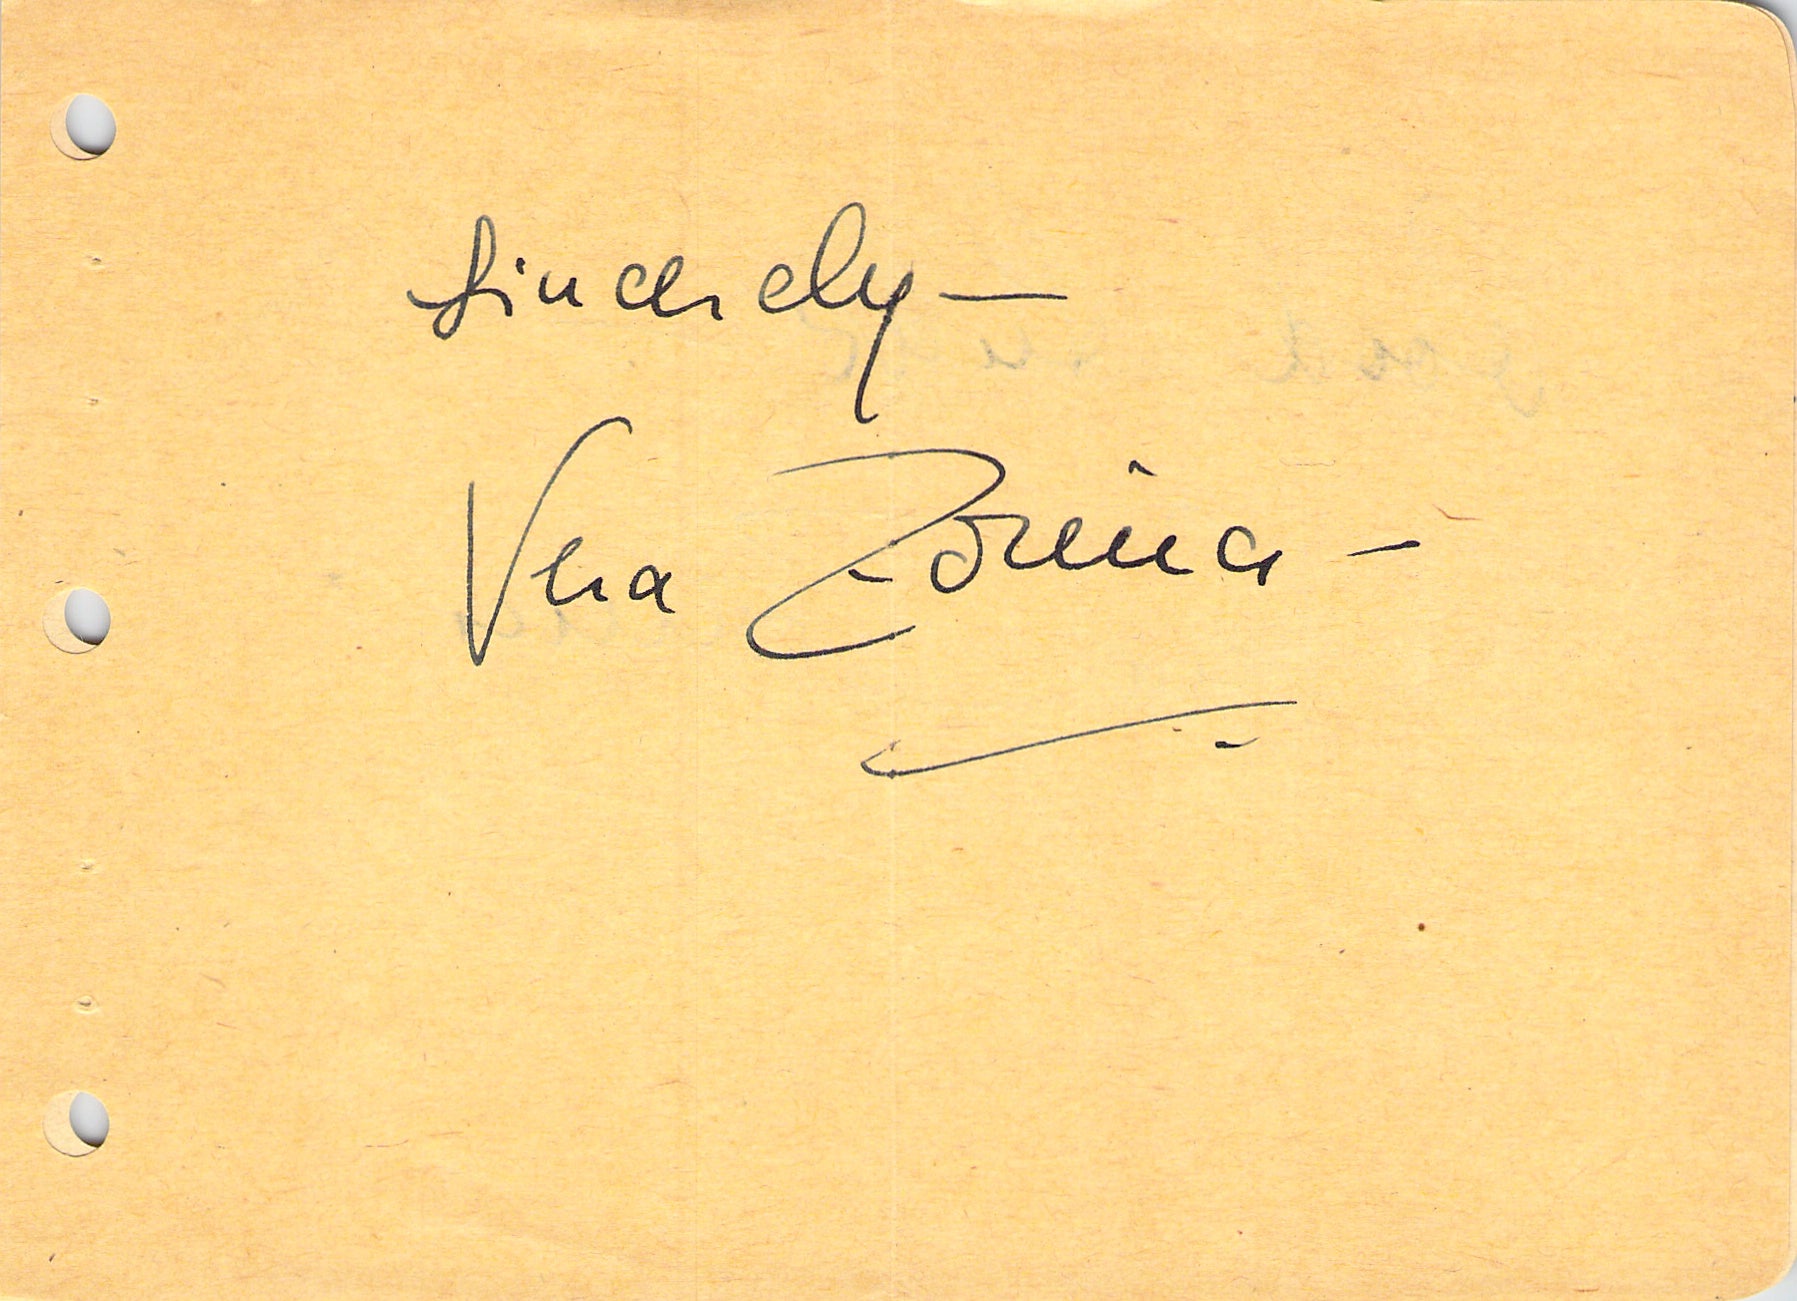 Sincerely —
Vera Zorina —